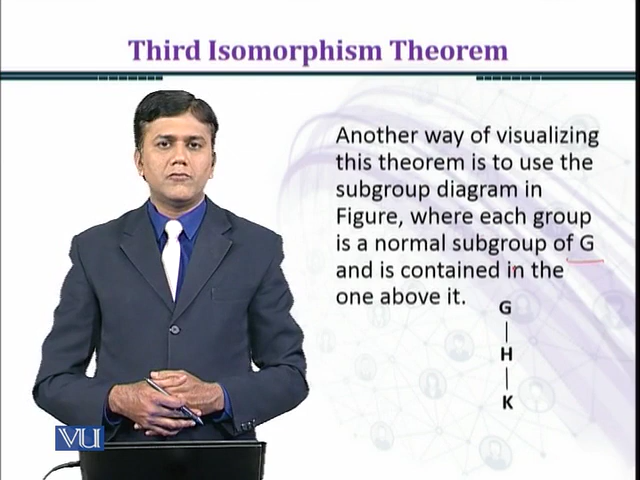 Third Isomorphism Theorem
Another way of visualizing
this theorem is to use the
subgroup diagram in
Figure, where each group
is a normal subgroup of G
and is contained in the
one above it.
G
H
K
VU